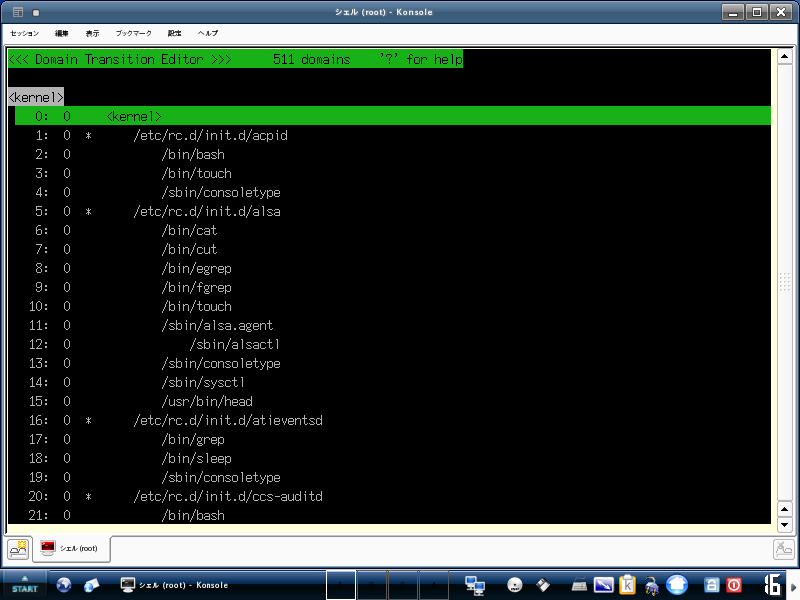 シェル (root) - Konsole
セッション 編集 表示 ブックマーク 設定 ヘルプ
<<< Domain Transition Editor >>> 511 domains '?' for help
<kernel>
0: 0 <kernel>
1: 0 * /etc/rc.d/init.d/acpid
2: 0 /bin/bash
3: 0 /bin/touch
4: 0 /sbin/consoletype
5: 0 * /etc/rc.d/init.d/alsa
6: 0 /bin/cat
7: 0 /bin/cut
8: 0 /bin/egrep
9: 0 /bin/fgrep
10: 0 /bin/touch
11: 0 /sbin/alsa.agent
12: 0 /sbin/alsactl
13: 0 /sbin/consoletype
14: 0 /sbin/sysctl
15: 0 /usr/bin/head
16: 0 * /etc/rc.d/init.d/atieventsd
17: 0 /bin/grep
18: 0 /bin/sleep
19: 0 /sbin/consoletype
20: 0 * /etc/rc.d/init.d/ccs-auditd
21: 0 /bin/bash
シェル (root)
START シェル (root) - Konsole 16